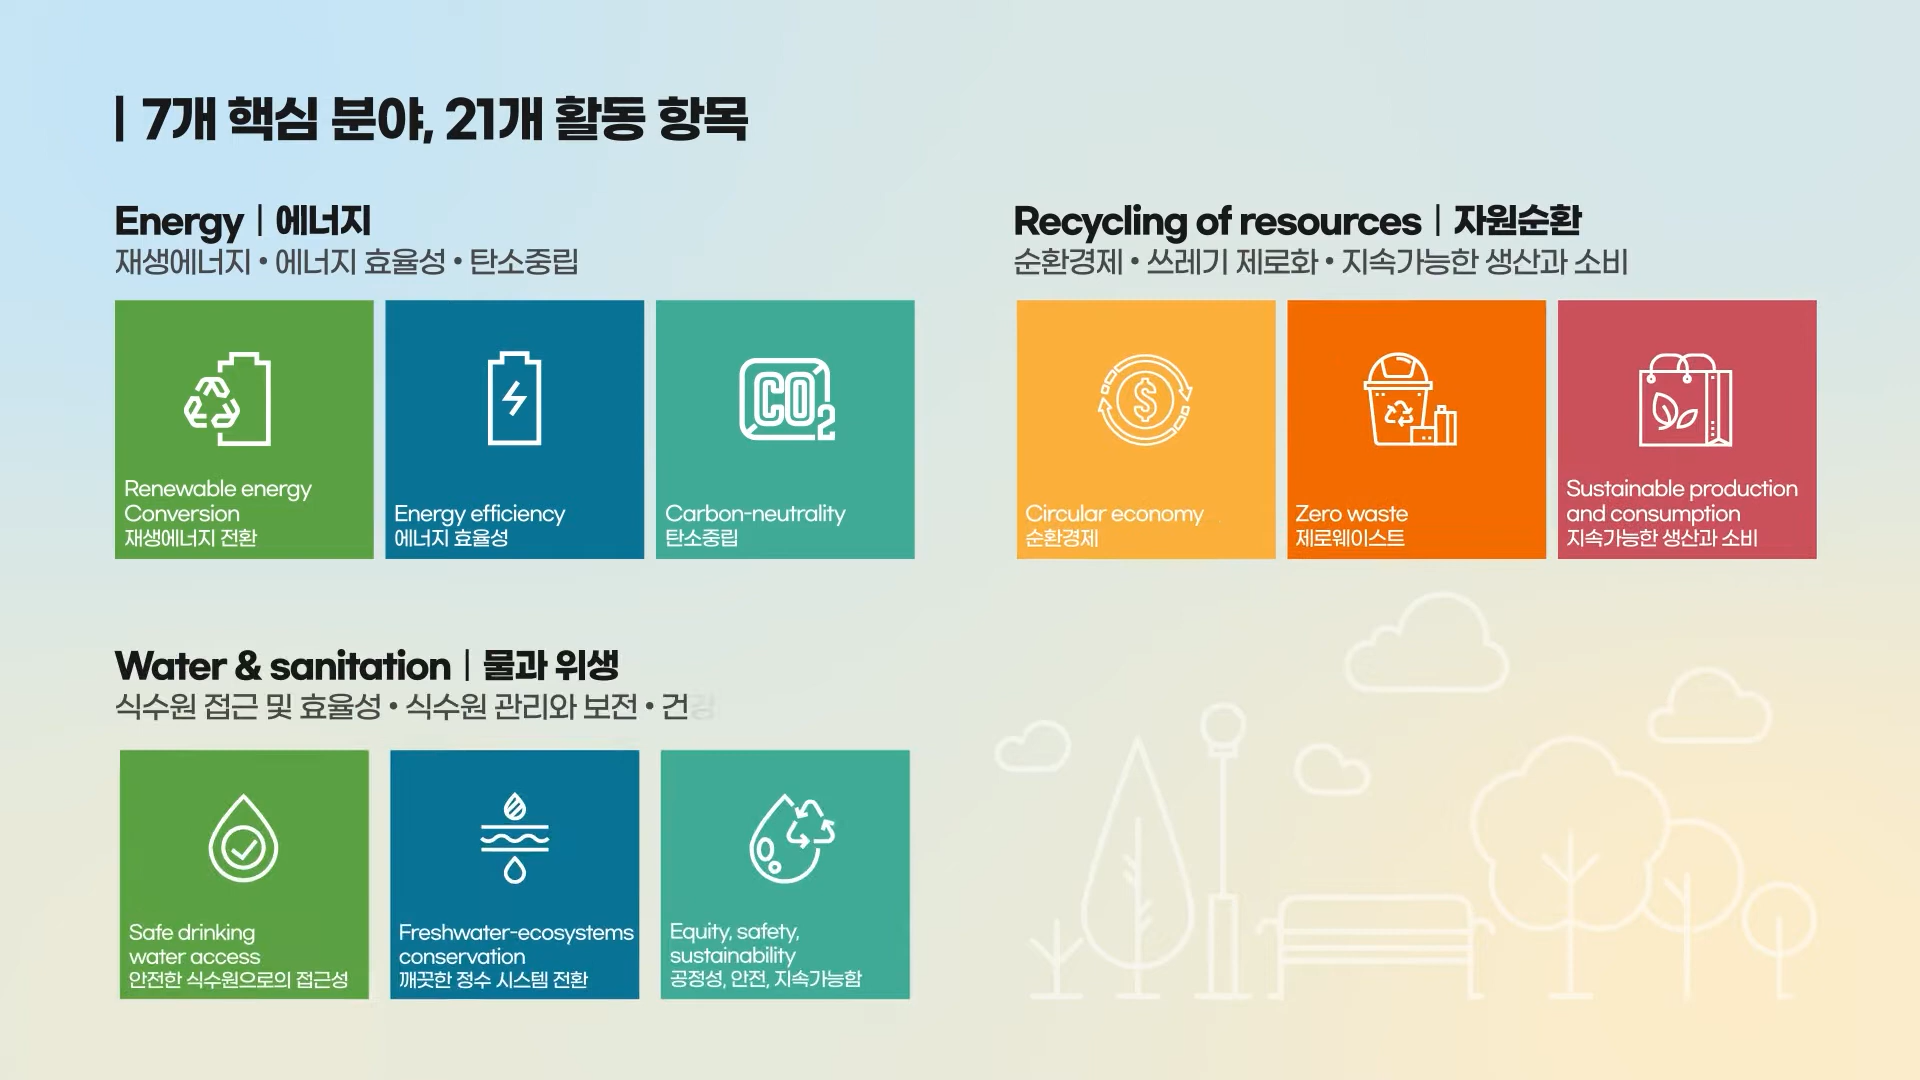 7개 핵심 분야, 21개 활동 항목
Energy | 에너지
재생에너지 • 에너지 효율성 • 탄소중립
Renewable energy
Conversion
재생에너지 전환
Energy efficiency
에너지 효율성
CO2
Carbon-neutrality
탄소중립
Recycling of resources | 자원순환
순환경제 • 쓰레기 제로화 • 지속가능한 생산과 소비
$
Circular economy
순환경제
Zero waste
제로웨이스트
Sustainable production
and consumption
지속가능한 생산과 소비
Water & sanitation | 물과 위생
식수원 접근 및 효율성 • 식수원 관리와 보전 • 건강
Safe drinking
water access
안전한 식수원으로의 접근성
Freshwater-ecosystems
conservation
깨끗한 정수 시스템 전환
Equity, safety,
sustainability
공정성, 안전, 지속가능함